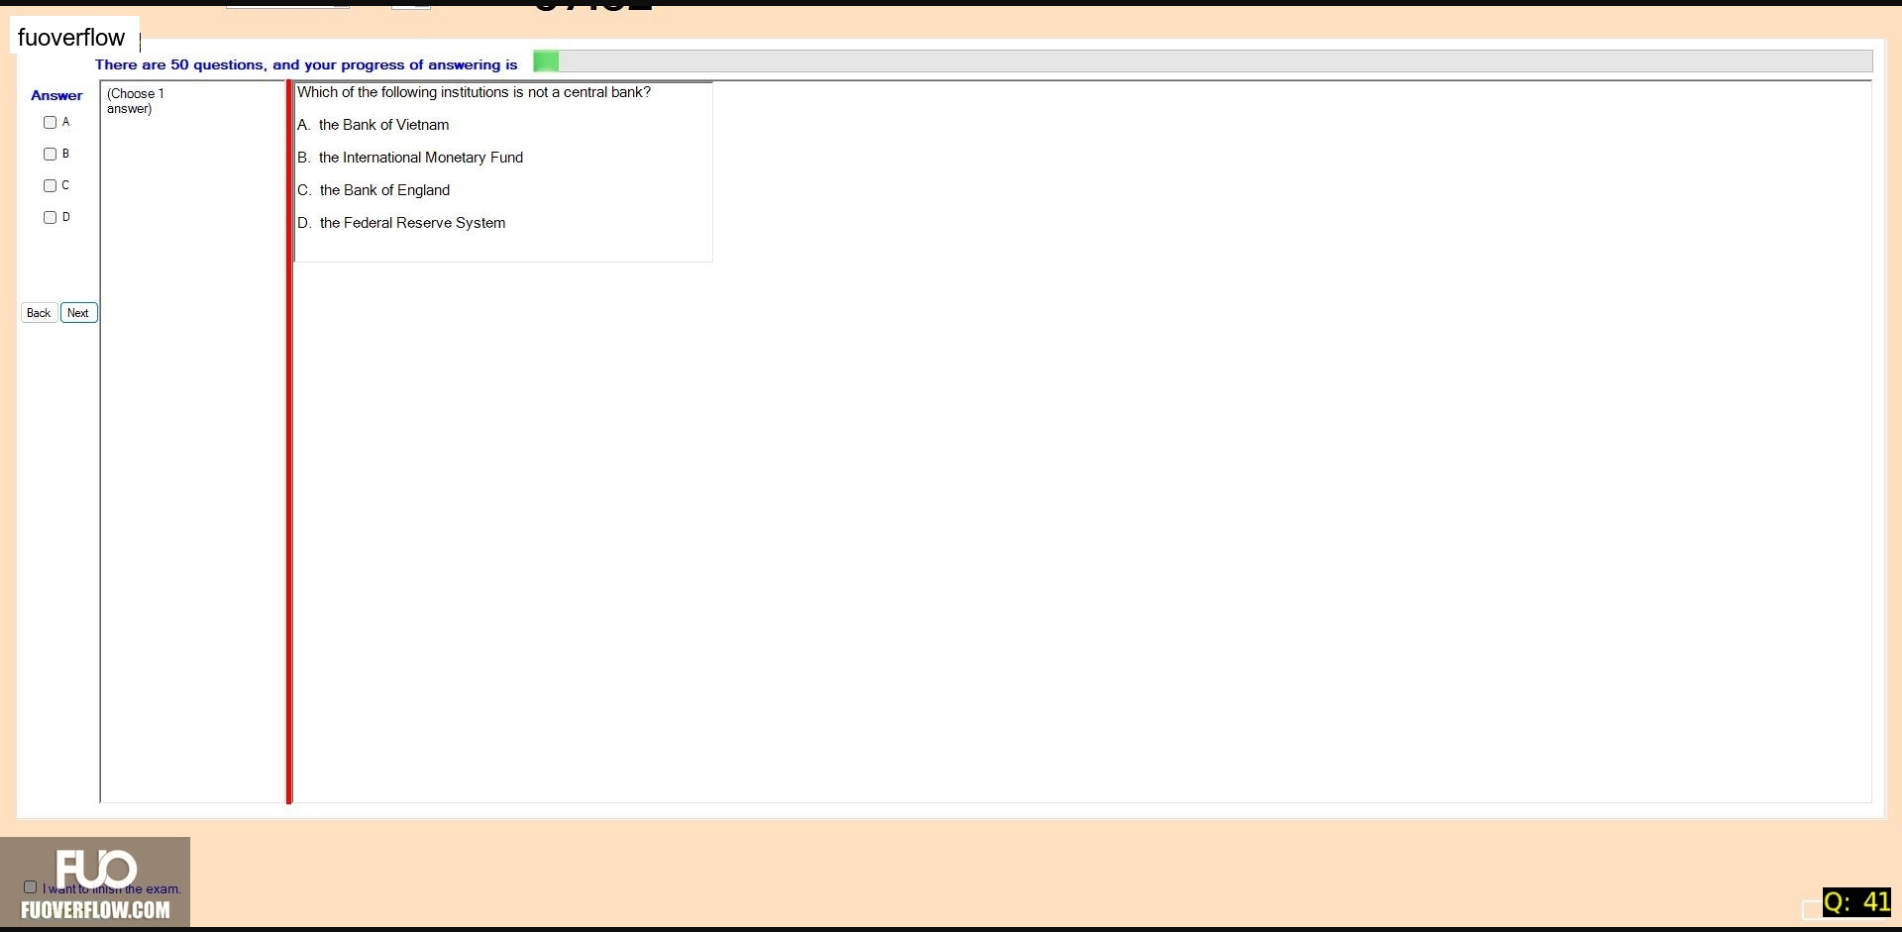 fuoverflow
There are 50 questions, and your progress of answering is
Answer
(Choose 1
answer)
A
B
C
D
Back
Next
Which of the following institutions is not a central bank?
A. the Bank of Vietnam
B. the International Monetary Fund
C. the Bank of England
D. the Federal Reserve System
FUO
I want to finish the exam.
FUOVERFLOW.COM
Q: 41